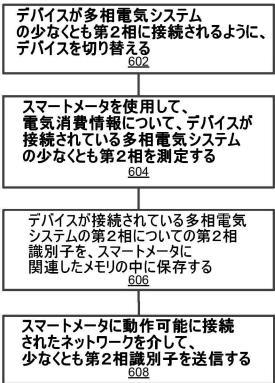 デバイスが多相電気システム
の少なくとも第2相に接続されるように、
デバイスを切り替える
602
スマートメータを使用して、
電気消費情報について、デバイスが
接続されている多相電気システム
の少なくとも第2相を測定する
604
デバイスが接続されている多相電気
システムの第2相についての第2相
識別子を、スマートメータに
関連したメモリの中に保存する
606
スマートメータに動作可能に接続
されたネットワークを介して、
少なくとも第2相識別子を送信する
608